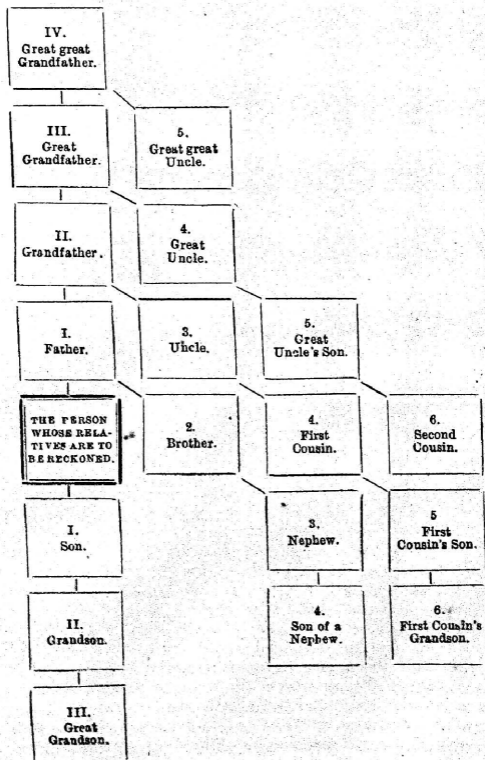 IV.
Great great
Grandfather.
III.
Great
Grandfather.
5.
Great great
Uncle.
II.
Grandfather.
4.
Great
Uncle.
I.
Father.
3.
Uncle.
5.
Great
Uncle's Son.
THE PERSON
WHOSE RELA-
TIVES ARE TO
BE RECKONED.
2.
Brother.
4.
First
Cousin.
6.
Second
Cousin.
I.
Son.
3.
Nephew.
5
First
Cousin's Son.
II.
Grandson.
4.
Son of a
Nephew.
6.
First Cousin's
Grandson.
III.
Great
Grandson.